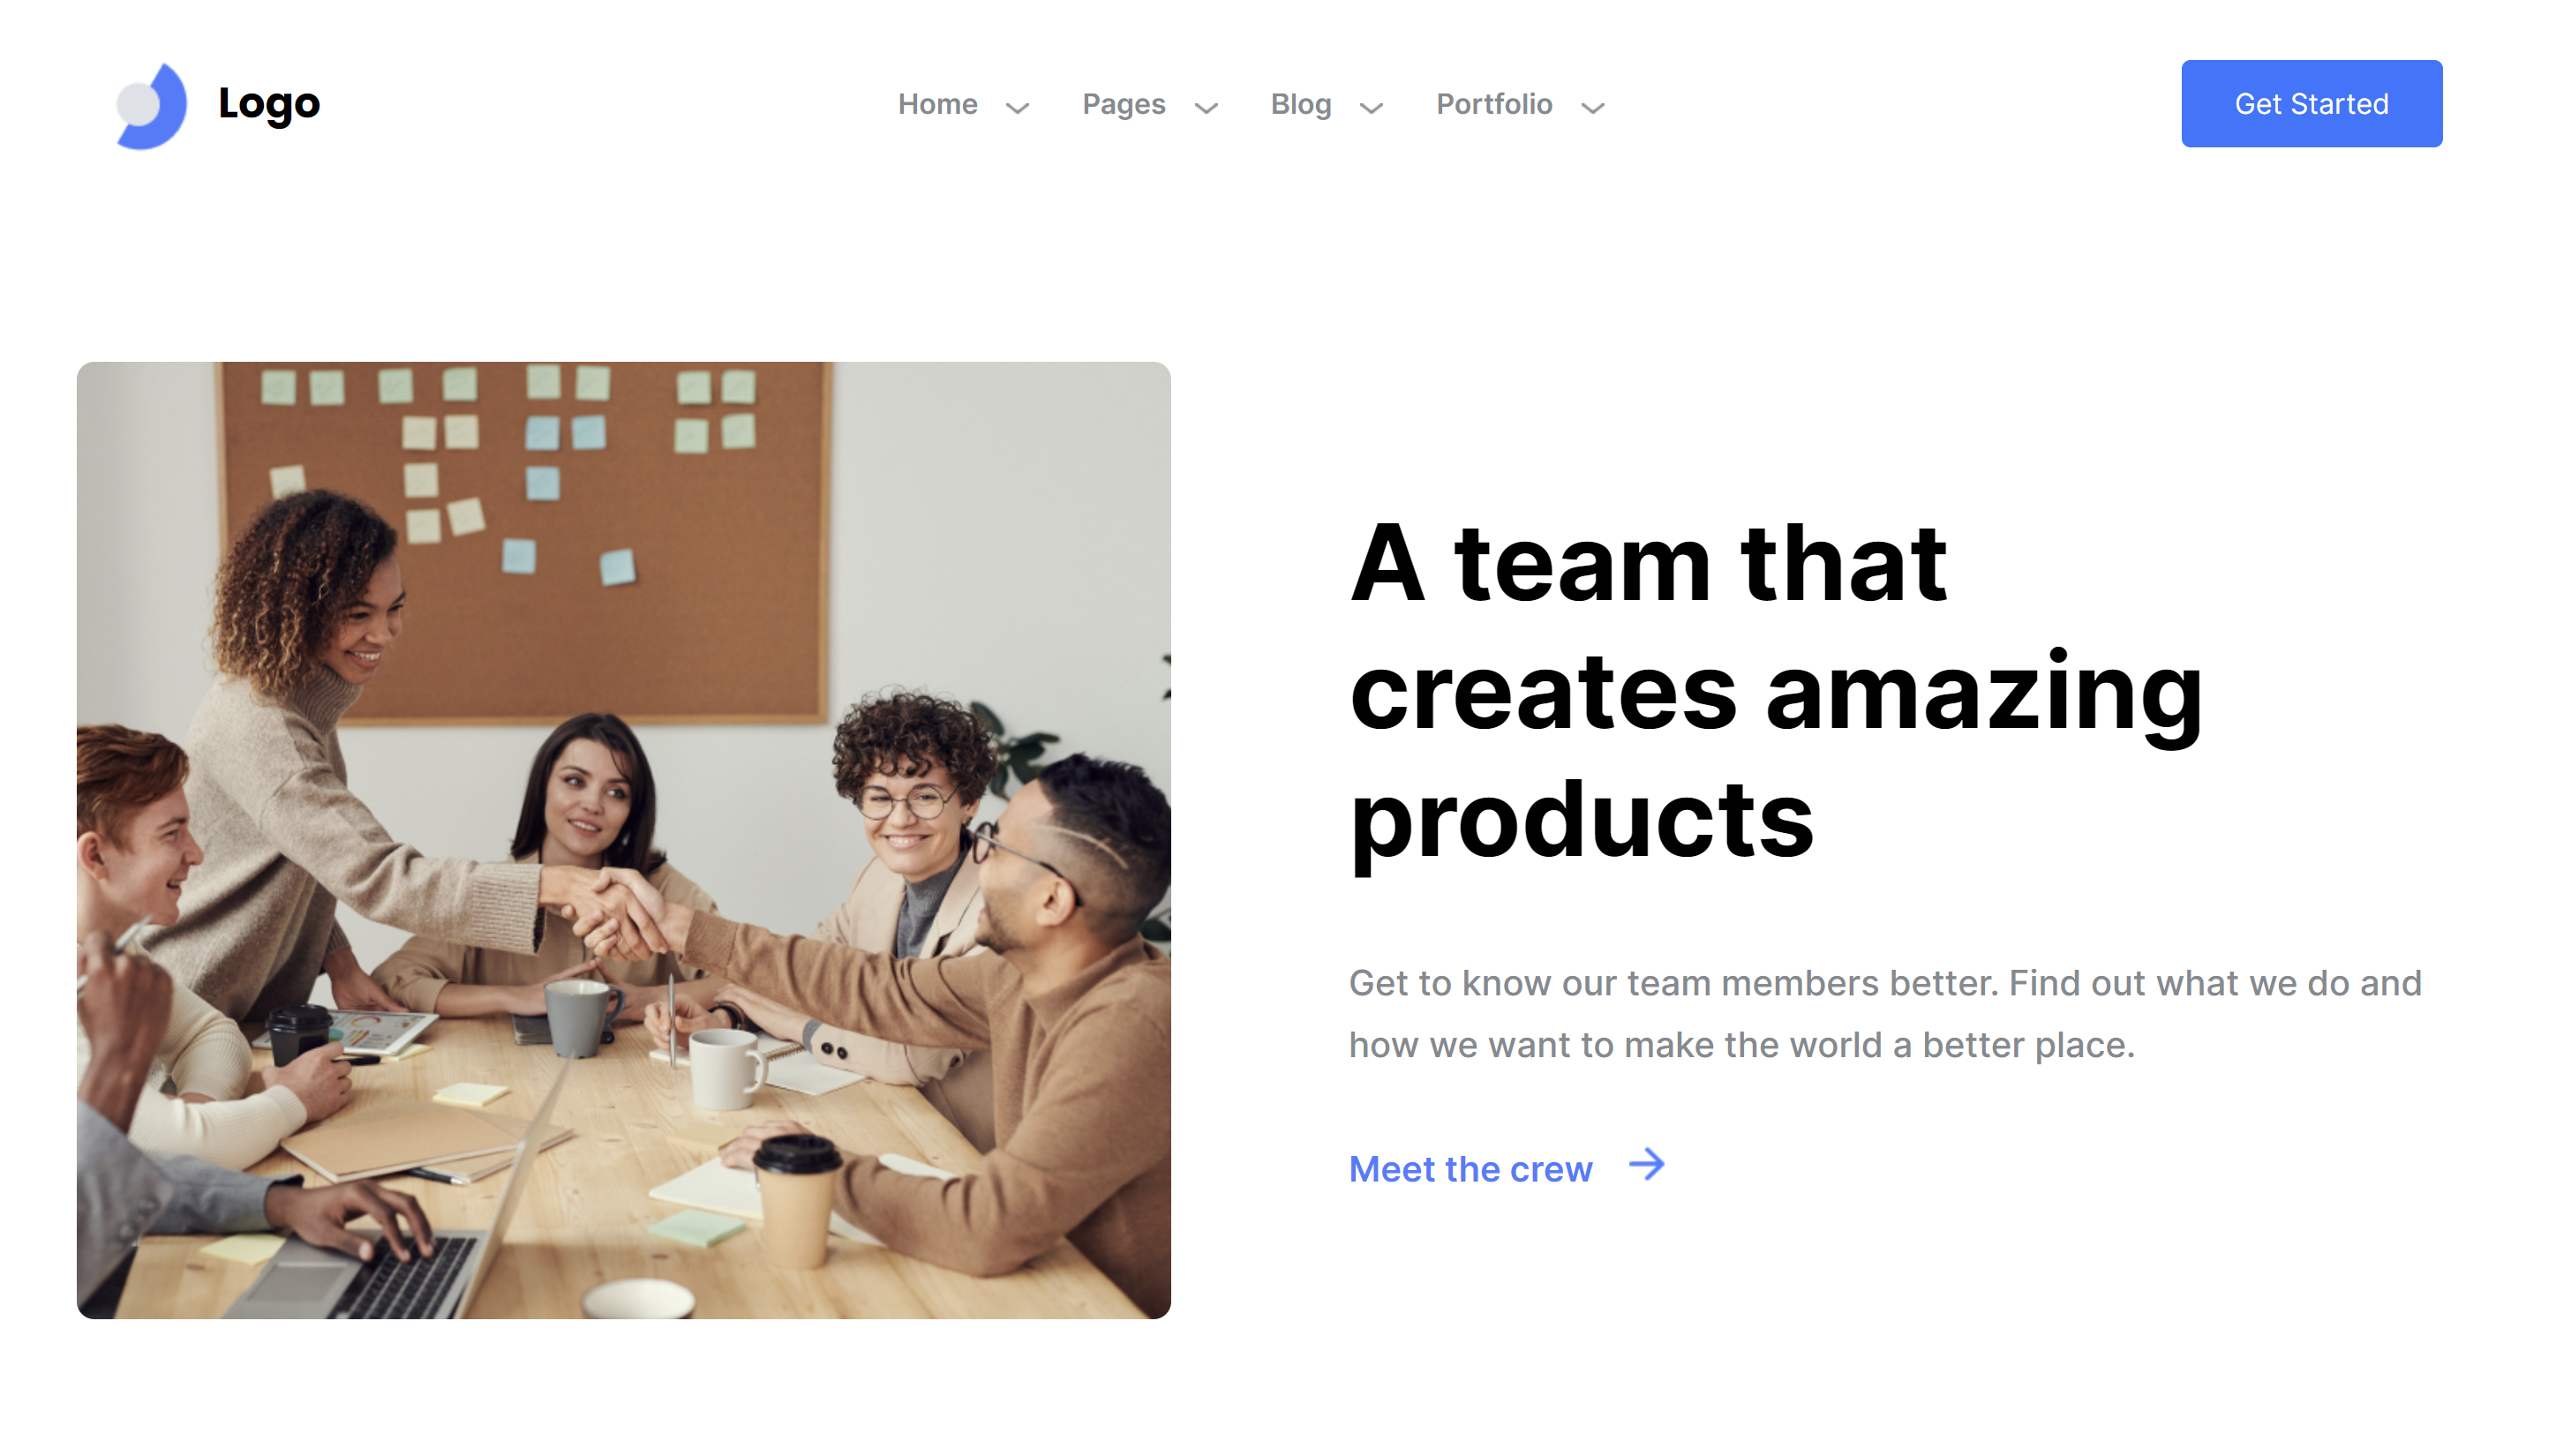 Logo
Home Pages Blog Portfolio
Get Started
A team that
creates amazing
products
Get to know our team members better. Find out what we do and
how we want to make the world a better place.
Meet the crew